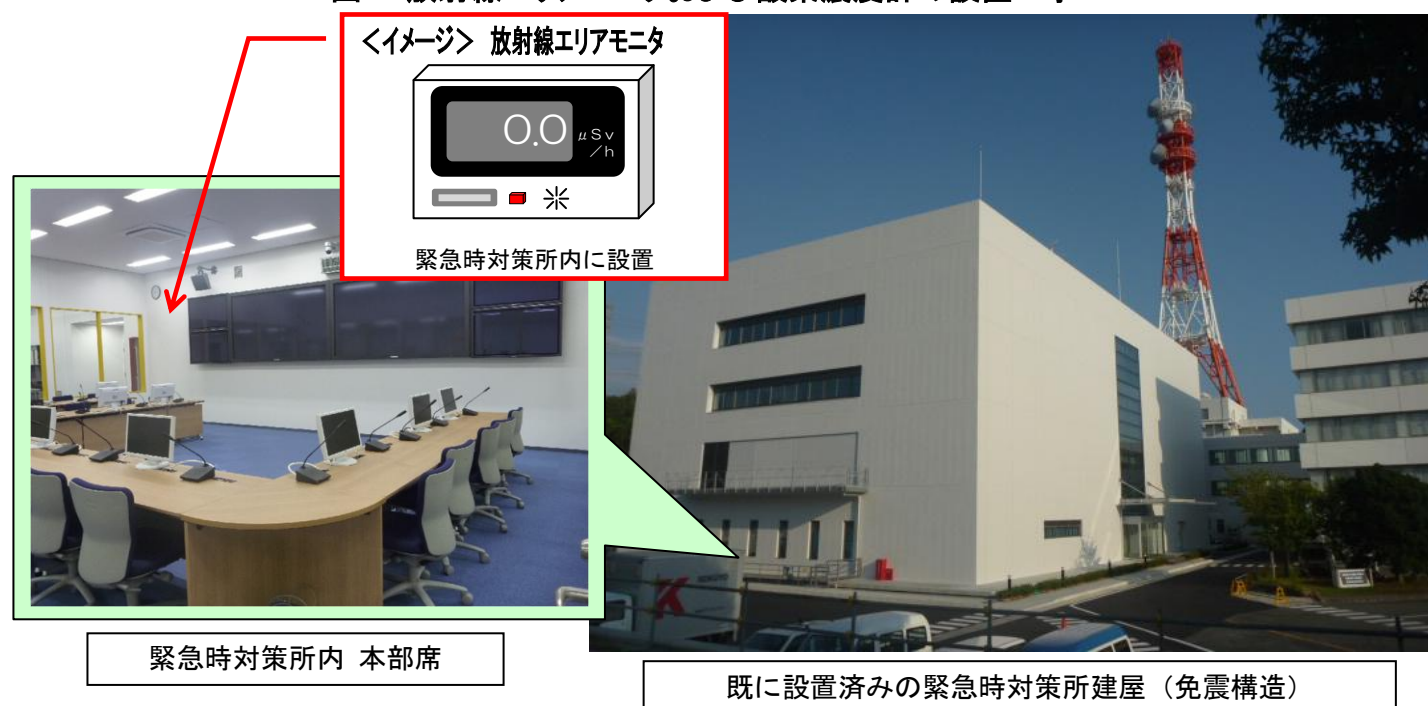 <イメージ> 放射線エリアモニタ
0.0 μSv
/h
緊急時対策所内に設置
K
緊急時対策所内 本部席
既に設置済みの緊急時対策所建屋(免震構造)